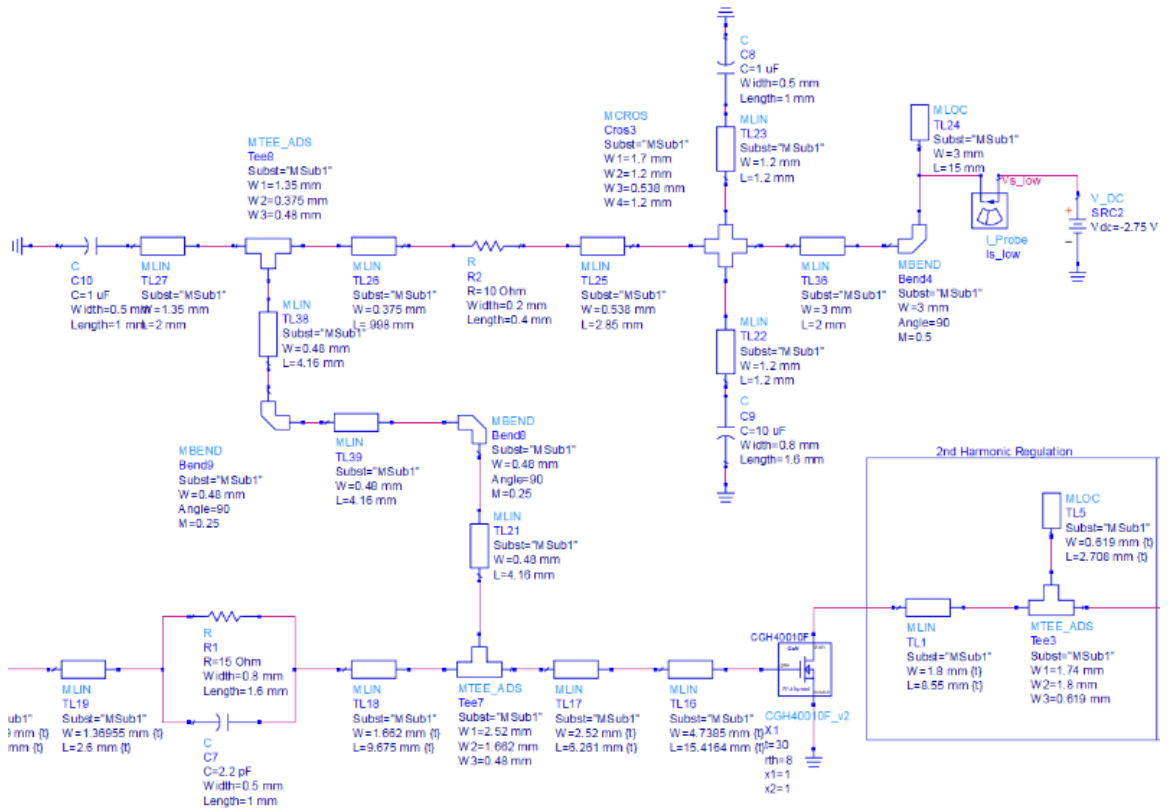 C
C8
C=1 uF
Width=0.5 mm
Length=1 mm
MLIN
TL23
Subst="MSub1"
W=1.2 mm
L=1.2 mm
MCROS
Cros3
Subst="MSub1"
W1=1.7 mm
W2=1.2 mm
W3=0.538 mm
W4=1.2 mm
MLOC
TL24
Subst="MSub1"
W=3 mm
L=15 mm
MTEE_ADS
Tee8
Subst="MSub1"
W1=1.35 mm
W2=0.375 mm
W3=0.48 mm
Vs_low
I_Probe
Is_low
V_DC
SRC2
Vdc=-2.75 V
C
C10
C=1 uF
Width=0.5 mm
Length=1 mm
MLIN
TL27
Subst="MSub1"
W=1.35 mm
L=2 mm
MLIN
TL26
Subst="MSub1"
W=0.375 mm
L=.998 mm
R
R2
R=10 Ohm
Width=0.2 mm
Length=0.4 mm
MLIN
TL25
Subst="MSub1"
W=0.538 mm
L=2.85 mm
MLIN
TL36
Subst="MSub1"
W=3 mm
L=2 mm
MBEND
Bend4
Subst="MSub1"
W=3 mm
Angle=90
M=0.5
MLIN
TL38
Subst="MSub1"
W=0.48 mm
L=4.16 mm
MLIN
TL22
Subst="MSub1"
W=1.2 mm
L=1.2 mm
C
C9
C=10 uF
Width=0.8 mm
Length=1.6 mm
MBEND
Bend9
Subst="MSub1"
W=0.48 mm
Angle=90
M=0.25
MLIN
TL39
Subst="MSub1"
W=0.48 mm
L=4.16 mm
MBEND
Bend8
Subst="MSub1"
W=0.48 mm
Angle=90
M=0.25
MLIN
TL21
Subst="MSub1"
W=0.48 mm
L=4.16 mm
2nd Harmonic Regulation
MLOC
TL5
Subst="MSub1"
W=0.619 mm {t}
L=2.708 mm {t}
ub1"
9 mm {t}
mm {t}
MLIN
TL19
Subst="MSub1"
W=1.36955 mm {t}
L=2.6 mm {t}
R
R1
R=15 Ohm
Width=0.8 mm
Length=1.6 mm
C
C7
C=2.2 pF
Width=0.5 mm
Length=1 mm
MLIN
TL18
Subst="MSub1"
W=1.662 mm {t}
L=9.675 mm {t}
MTEE_ADS
Tee7
Subst="MSub1"
W1=2.52 mm
W2=1.662 mm
W3=0.48 mm
MLIN
TL17
Subst="MSub1"
W=2.52 mm {t}
L=6.261 mm {t}
MLIN
TL16
Subst="MSub1"
W=4.7385 mm {t}
L=15.4164 mm {t}
CGH40010F
CGH40010F_v2
X1
t=30
rth=8
x1=1
x2=1
MLIN
TL1
Subst="MSub1"
W=1.8 mm {t}
L=8.55 mm {t}
MTEE_ADS
Tee3
Subst="MSub1"
W1=1.74 mm
W2=1.8 mm
W3=0.619 mm